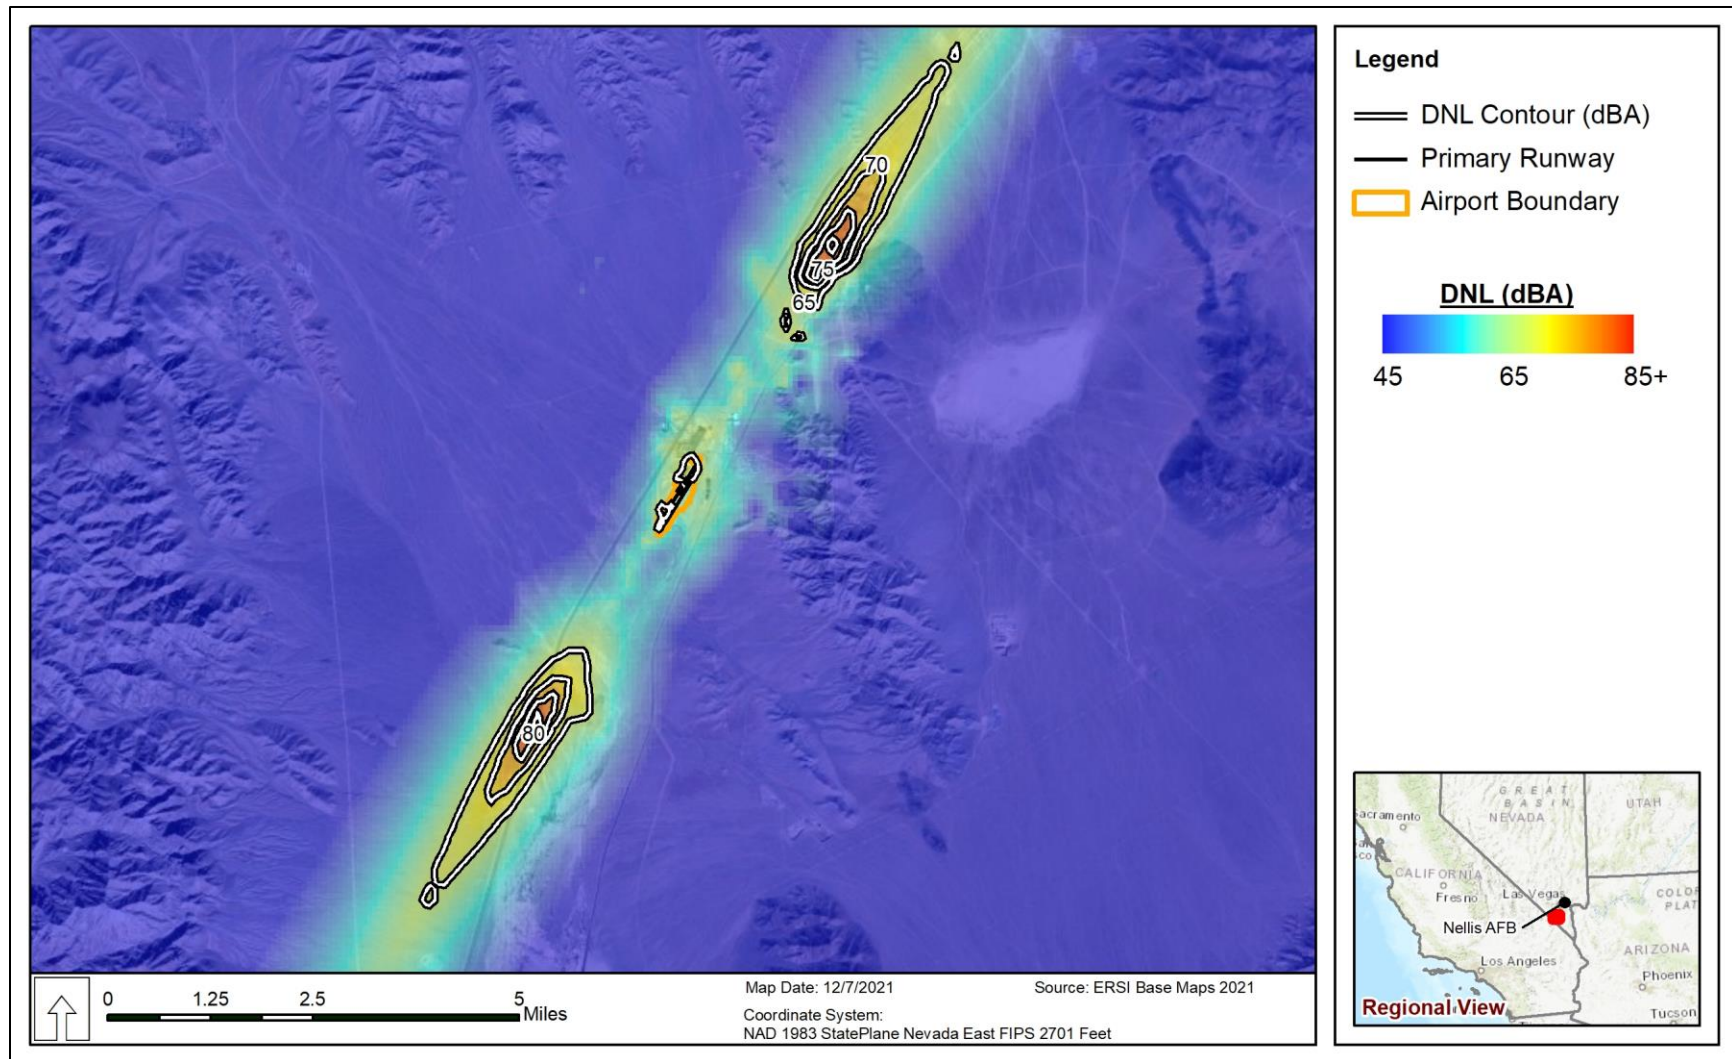 70
75
65
80
Legend
DNL Contour (dBA)
Primary Runway
Airport Boundary
DNL (dBA)
45 65 85+
0 1.25 2.5 5
Miles
Map Date: 12/7/2021 Source: ERSI Base Maps 2021
Coordinate System:
NAD 1983 StatePlane Nevada East FIPS 2701 Feet
GREAT
BASIN
NEVADA
UTAH
acramento
CALIFORNIA
Fresno
Las Vegas
COLOR
PLAT
Nellis AFB
ARIZONA
Los Angeles
Phoenix
Regional View
Tucson